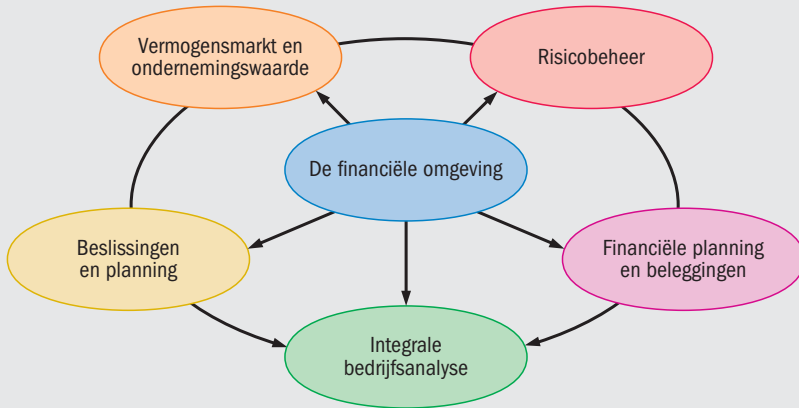 Vermogensmarkt en
ondernemingswaarde
Risicobeheer
De financiële omgeving
Beslissingen
en planning
Financiële planning
en beleggingen
Integrale
bedrijfsanalyse